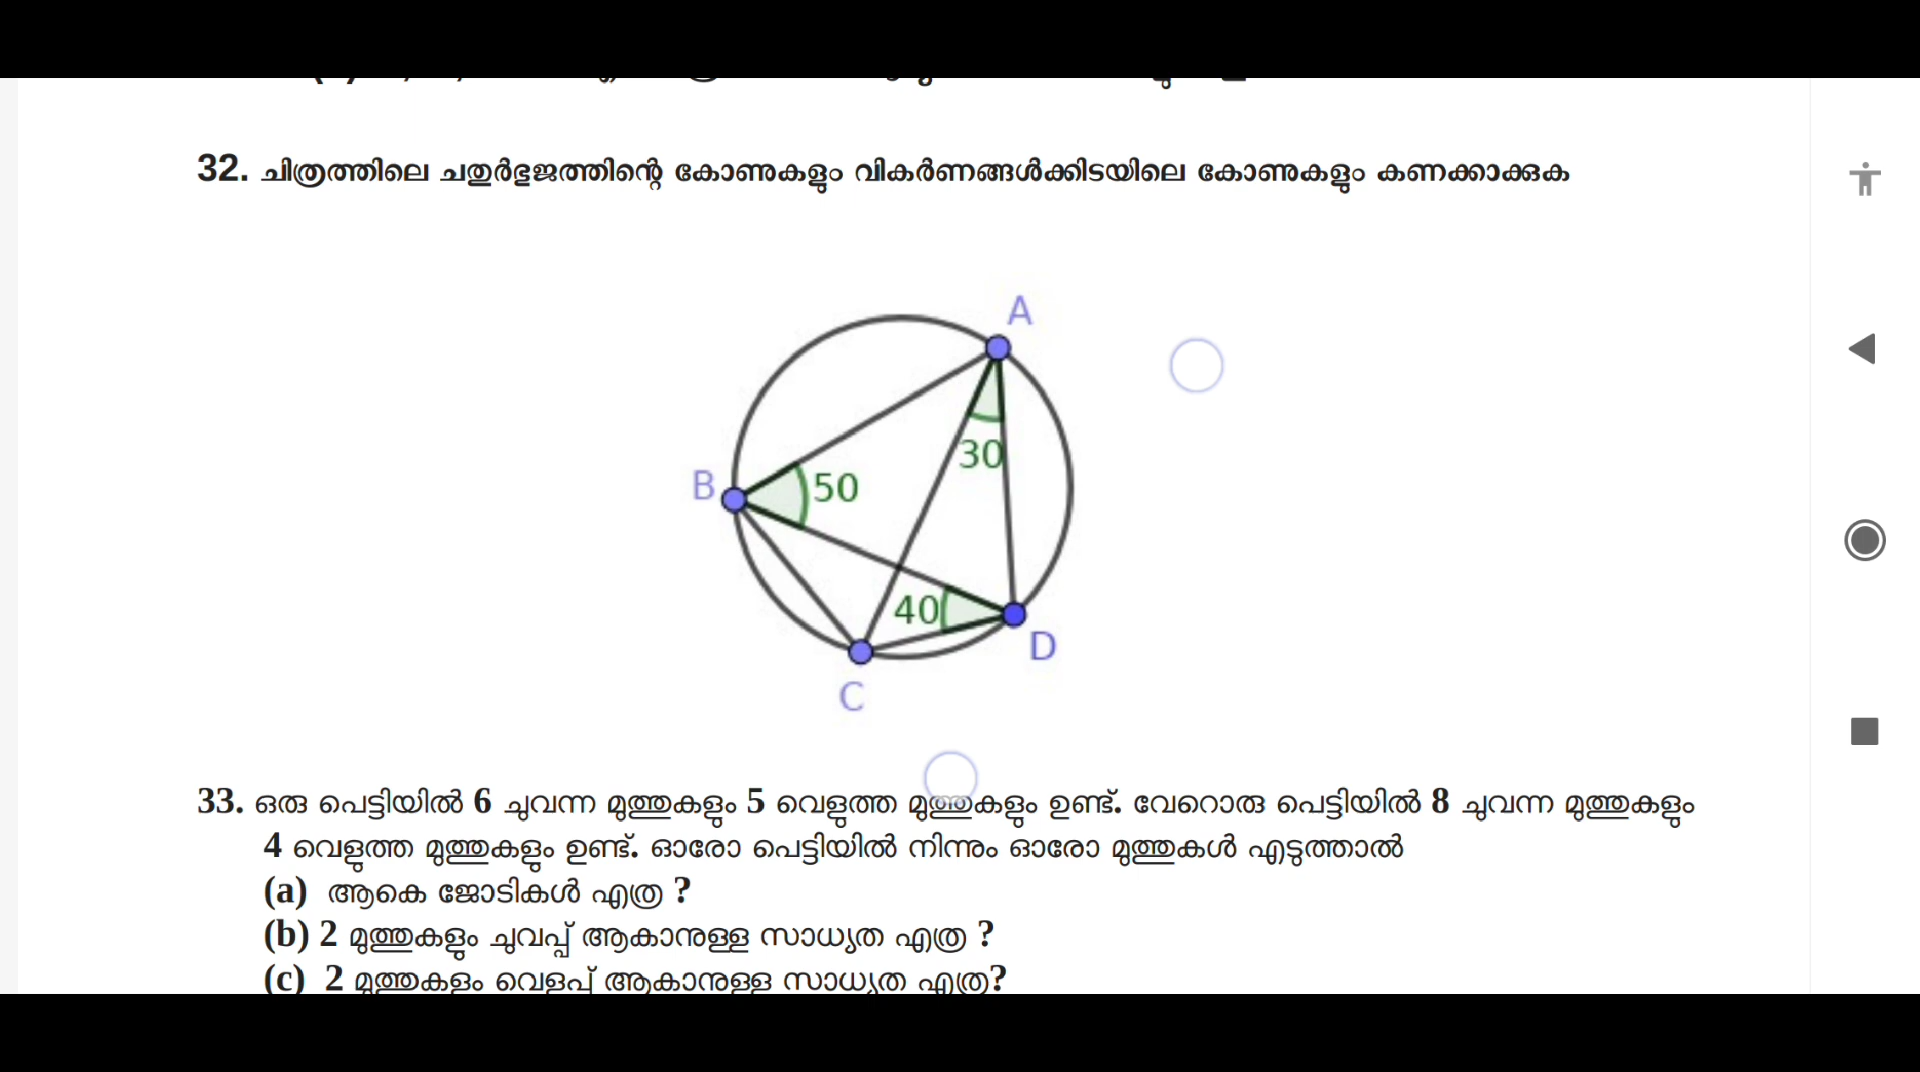 32. ചിത്രത്തിലെ ചതുർഭുജത്തിന്റെ കോണുകളും വികർണങ്ങൾക്കിടയിലെ കോണുകളും കണക്കാക്കുക
A
30
B
50
40
D
C
33. ഒരു പെട്ടിയിൽ 6 ചുവന്ന മുത്തുകളും 5 വെളുത്ത മുത്തുകളും ഉണ്ട്. വേറൊരു പെട്ടിയിൽ 8 ചുവന്ന മുത്തുകളും
4 വെളുത്ത മുത്തുകളും ഉണ്ട്. ഓരോ പെട്ടിയിൽ നിന്നും ഓരോ മുത്തുകൾ എടുത്താൽ
(a) ആകെ ജോടികൾ എത്ര ?
(b) 2 മുത്തുകളും ചുവപ്പ് ആകാനുള്ള സാധ്യത എത്ര ?
(c) 2 മുത്തുകളും വെളുപ്പ് ആകാനുള്ള സാധ്യത എത്ര?